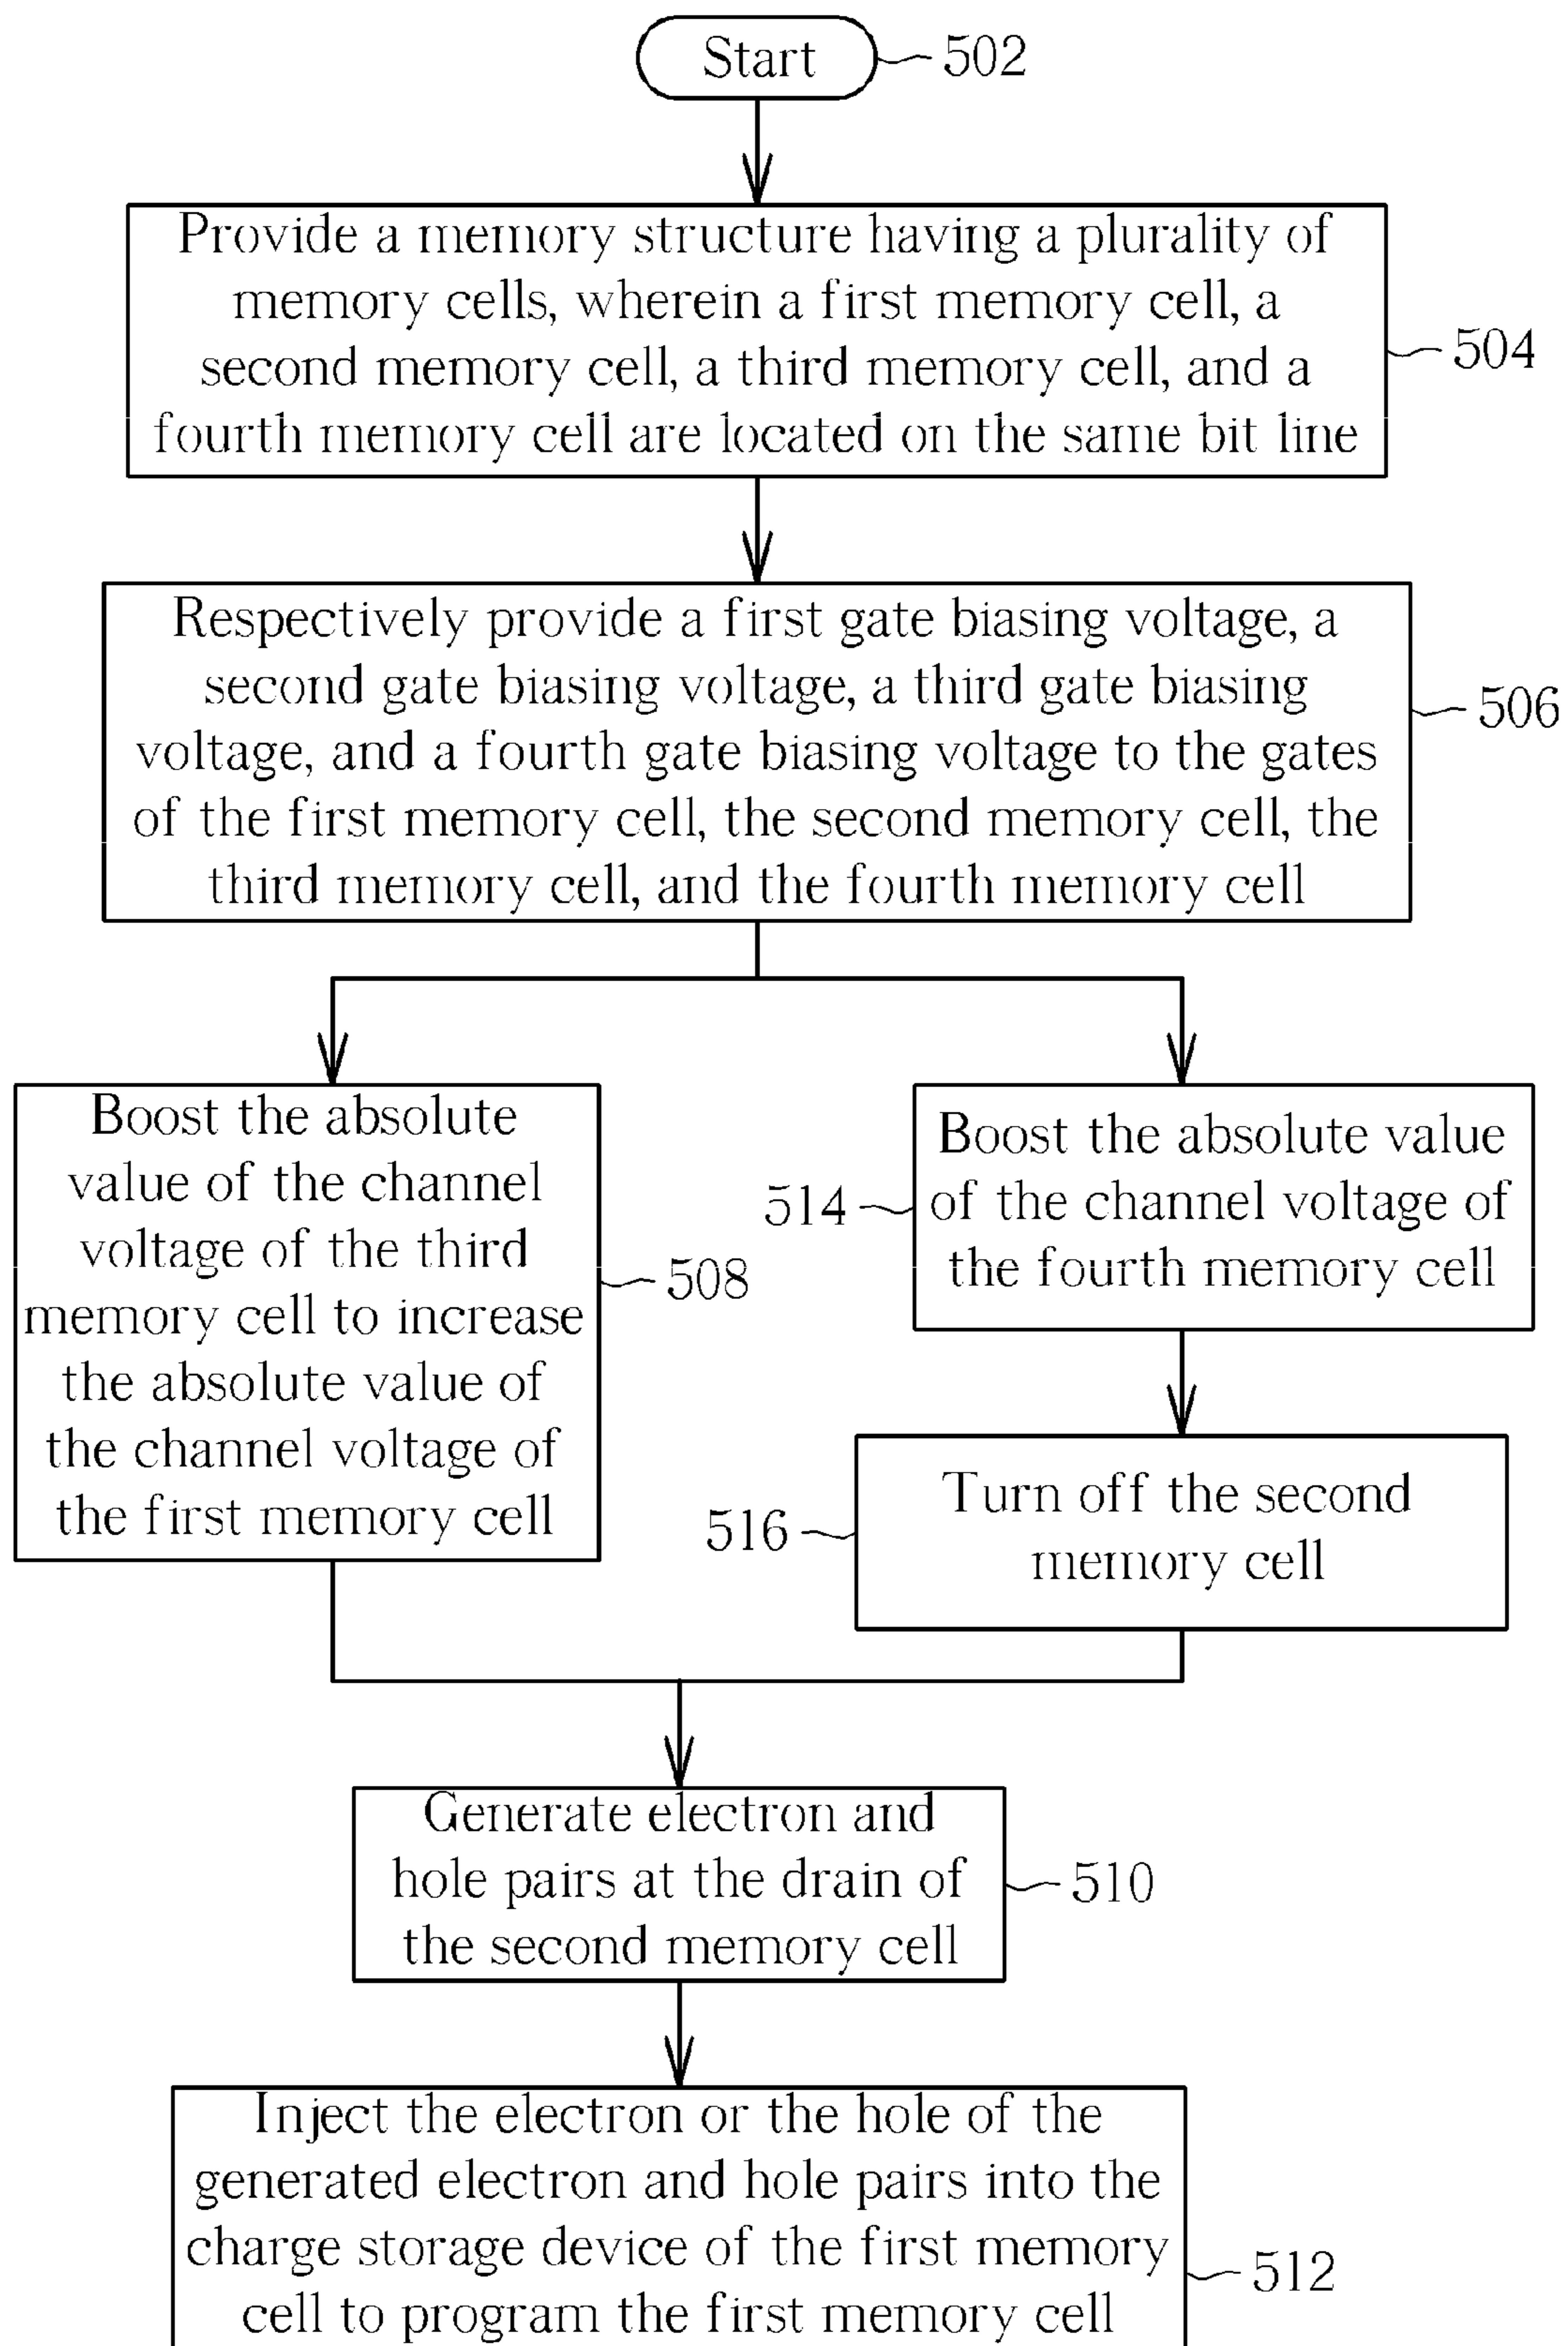 Start
502
Provide a memory structure having a plurality of
memory cells, wherein a first memory cell, a
second memory cell, a third memory cell, and a
fourth memory cell are located on the same bit line
504
Respectively provide a first gate biasing voltage, a
second gate biasing voltage, a third gate biasing
voltage, and a fourth gate biasing voltage to the gates
of the first memory cell, the second memory cell, the
third memory cell, and the fourth memory cell
506
Boost the absolute
value of the channel
voltage of the third
memory cell to increase
the absolute value of
the channel voltage of
the first memory cell
508
514
Boost the absolute value
of the channel voltage of
the fourth memory cell
516
Turn off the second
memory cell
Generate electron and
hole pairs at the drain of
the second memory cell
510
Inject the electron or the hole of the
generated electron and hole pairs into the
charge storage device of the first memory
cell to program the first memory cell
512